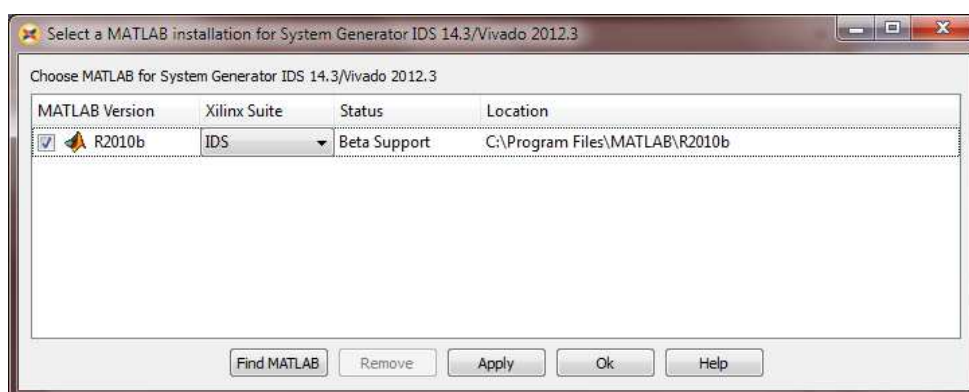 Select a MATLAB installation for System Generator IDS 14.3/Vivado 2012.3
Choose MATLAB for System Generator IDS 14.3/Vivado 2012.3
MATLAB Version Xilinx Suite Status Location
R2010b IDS Beta Support C:\Program Files\MATLAB\R2010b
Find MATLAB Remove Apply Ok Help